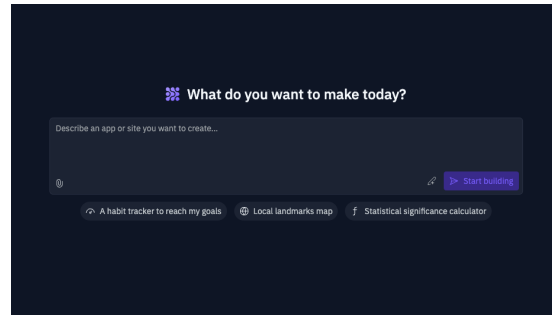 What do you want to make today?
Describe an app or site you want to create...
Start building
A habit tracker to reach my goals
Local landmarks map
Statistical significance calculator